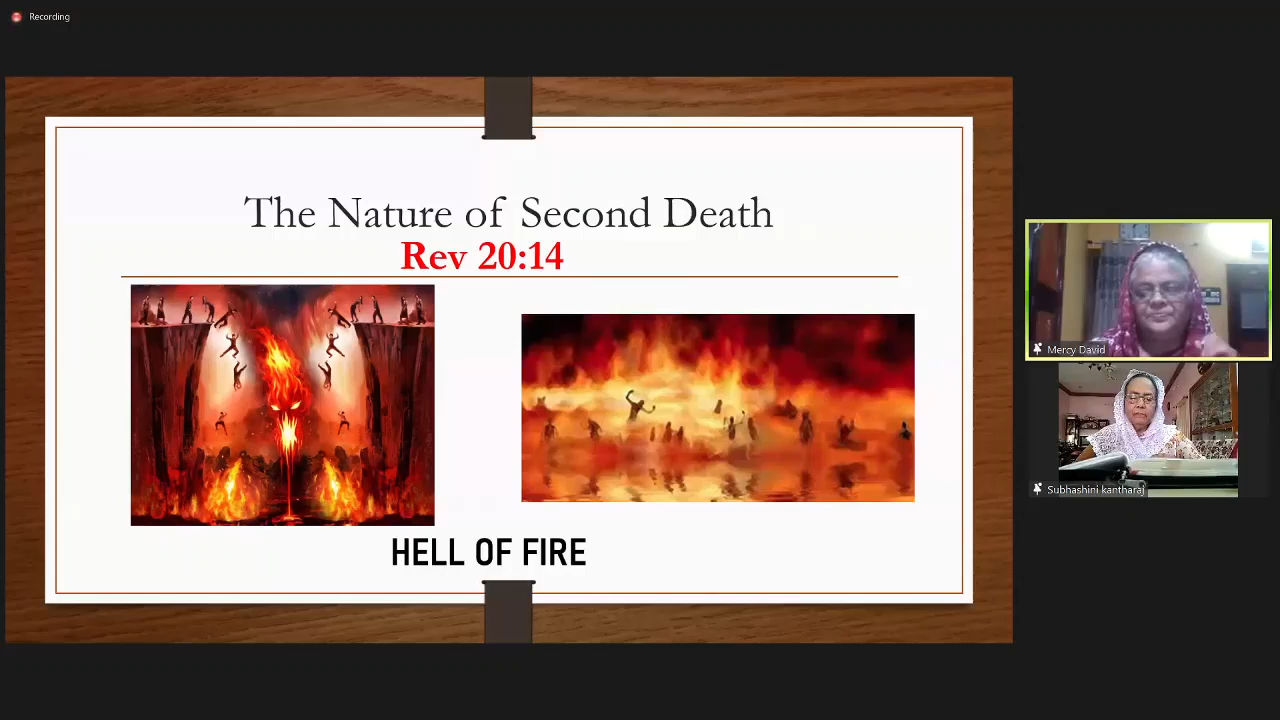 Recording
The Nature of Second Death
Rev 20:14
HELL OF FIRE
Mercy David
Subhashini kantharaj